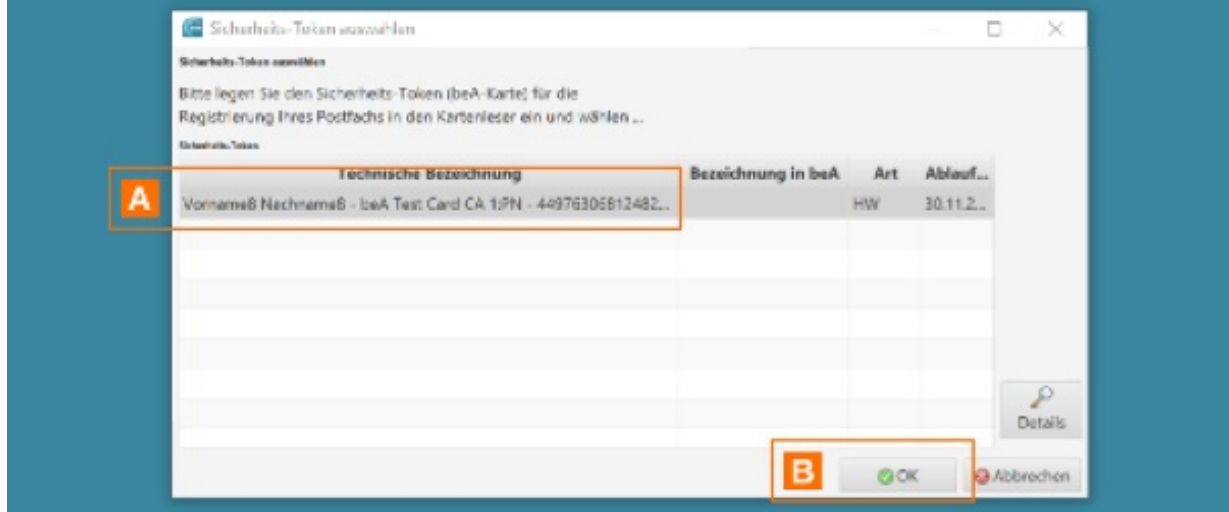 Sicherheits-Token auswählen
Sicherheits-Token auswählen
Bitte legen Sie den Sicherheits-Token (beA-Karte) für die
Registrierung Ihres Postfachs in den Kartenleser ein und wählen ...
Sicherheits-Token
Technische Bezeichnung Bezeichnung in beA Art Ablauf...
A
Vorname8 Nachname8 - beA Test Card CA 1:PN - 44976306812482... HW 30.11.2...
Details
B
OK Abbrechen